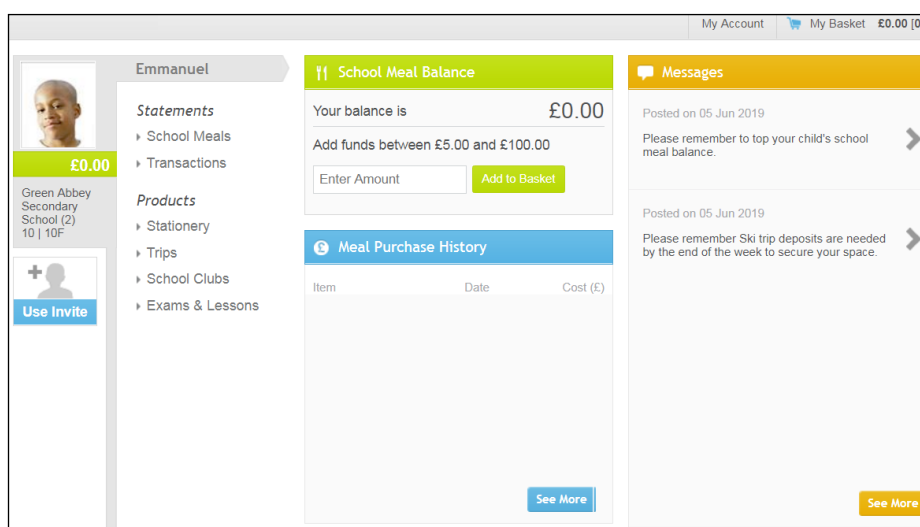 My Account
My Basket £0.00 [0
£0.00
Green Abbey
Secondary
School (2)
10 | 10F
Use Invite
Emmanuel
Statements
School Meals
Transactions
Products
Stationery
Trips
School Clubs
Exams & Lessons
School Meal Balance
Your balance is £0.00
Add funds between £5.00 and £100.00
Enter Amount Add to Basket
Meal Purchase History
Item Date Cost (£)
See More
Messages
Posted on 05 Jun 2019
Please remember to top your child's school
meal balance.
Posted on 05 Jun 2019
Please remember Ski trip deposits are needed
by the end of the week to secure your space.
See More